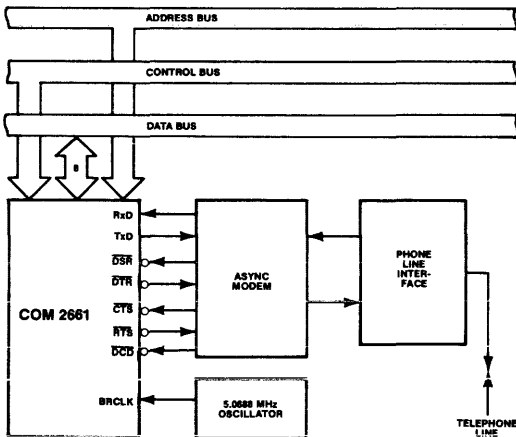 ADDRESS BUS
CONTROL BUS
DATA BUS
8
RxD
TxD
DSR
DTR
CTS
RTS
DCD
BRCLK
COM 2661
ASYNC
MODEM
PHONE
LINE
INTER-
FACE
5.0688 MHz
OSCILLATOR
TELEPHONE
LINE